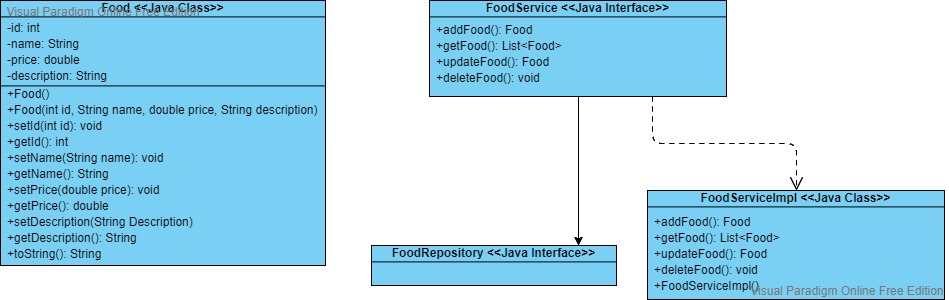 Food <<Java Class>>
Visual Paradigm Online Free Edition
-id: int
-name: String
-price: double
-description: String
+Food()
+Food(int id, String name, double price, String description)
+setId(int id): void
+getId(): int
+setName(String name): void
+getName(): String
+setPrice(double price): void
+getPrice(): double
+setDescription(String Description)
+getDescription(): String
+toString(): String
FoodService <<Java Interface>>
+addFood(): Food
+getFood(): List<Food>
+updateFood(): Food
+deleteFood(): void
FoodRepository <<Java Interface>>
FoodServiceImpl <<Java Class>>
+addFood(): Food
+getFood(): List<Food>
+updateFood(): Food
+deleteFood(): void
+FoodServiceImpl()
Visual Paradigm Online Free Edition